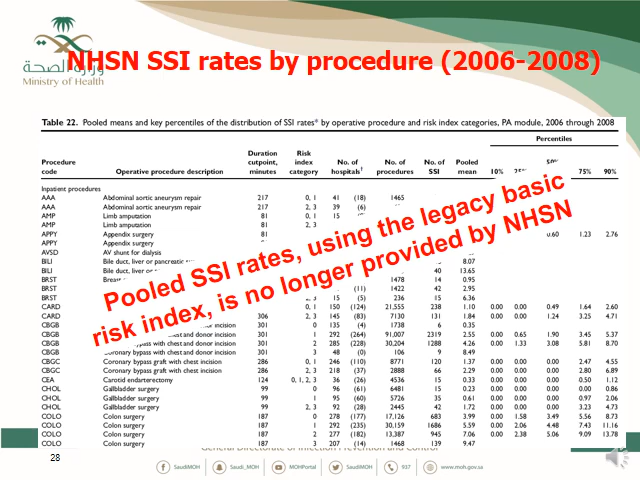 NHSN SSI rates by procedure (2006-2008)
وزارة الصحة
Ministry of Health
Table 22. Pooled means and key percentiles of the distribution of SSI rates* by operative procedure and risk index categories, PA module, 2006 through 2008
Percentiles
Procedure code Operative procedure description Duration cutpoint, minutes Risk index category No. of hospitals† No. of procedures No. of SSI Pooled mean 10% 25% 50% 75% 90%
Inpatient procedures
AAA Abdominal aortic aneurysm repair 217 0, 1 41 (18) 1465
AAA Abdominal aortic aneurysm repair 217 2, 3 39 (6)
AMP Limb amputation 81 0, 1 15
AMP Limb amputation 81 2, 3
APPY Appendix surgery 81 0.60 1.23 2.76
APPY Appendix surgery
AVSD AV shunt for dialysis
BILI Bile duct, liver or pancreatic 8.07
BILI Bile duct, liver or 40 13.65
BRST 1478 14 0.95
BRST (11) 1422 42 2.95
BRST 2, 3 15 (5) 236 15 6.36
CARD 0, 1 150 (124) 21,555 238 1.10 0.00 0.00 0.49 1.64 2.60
CARD 306 2, 3 145 (83) 7130 131 1.84 0.00 0.00 1.24 3.25 4.71
CBGB donor incision 301 0 135 (4) 1738 6 0.35
CBGB chest and donor incision 301 1 292 (264) 91,007 2319 2.55 0.00 0.65 1.90 3.45 5.37
CBGB bypass with chest and donor incision 301 2 285 (228) 30,204 1288 4.26 0.00 1.33 3.08 5.81 8.70
CBGB Coronary bypass with chest and donor incision 301 3 48 (0) 106 9 8.49
CBGC Coronary bypass graft with chest incision 286 0, 1 246 (110) 8771 120 1.37 0.00 0.00 0.00 2.47 4.55
CBGC Coronary bypass graft with chest incision 286 2, 3 218 (37) 2888 66 2.29 0.00 0.00 0.00 2.80 6.89
CEA Carotid endarterectomy 124 0, 1, 2, 3 36 (26) 4536 15 0.33 0.00 0.00 0.00 0.50 1.12
CHOL Gallbladder surgery 99 0 96 (61) 6481 15 0.23 0.00 0.00 0.00 0.00 0.86
CHOL Gallbladder surgery 99 1 95 (60) 5726 35 0.61 0.00 0.00 0.00 0.97 2.06
CHOL Gallbladder surgery 99 2, 3 92 (28) 2445 42 1.72 0.00 0.00 0.00 3.23 4.73
COLO Colon surgery 187 0 278 (177) 17,126 683 3.99 0.00 1.58 3.49 5.56 8.73
COLO Colon surgery 187 1 292 (235) 30,159 1686 5.59 0.00 2.06 4.48 7.43 11.16
COLO Colon surgery 187 2 277 (182) 13,387 945 7.06 0.00 2.38 5.06 9.09 13.78
COLO Colon surgery 187 3 207 (14) 1468 139 9.47
Pooled SSI rates, using the legacy basic
risk index, is no longer provided by NHSN
General Directorate of Infection Prevention and Control
28
SaudiMOH Saudi_MOH MOHPortal SaudiMOH 937 www.moh.gov.sa